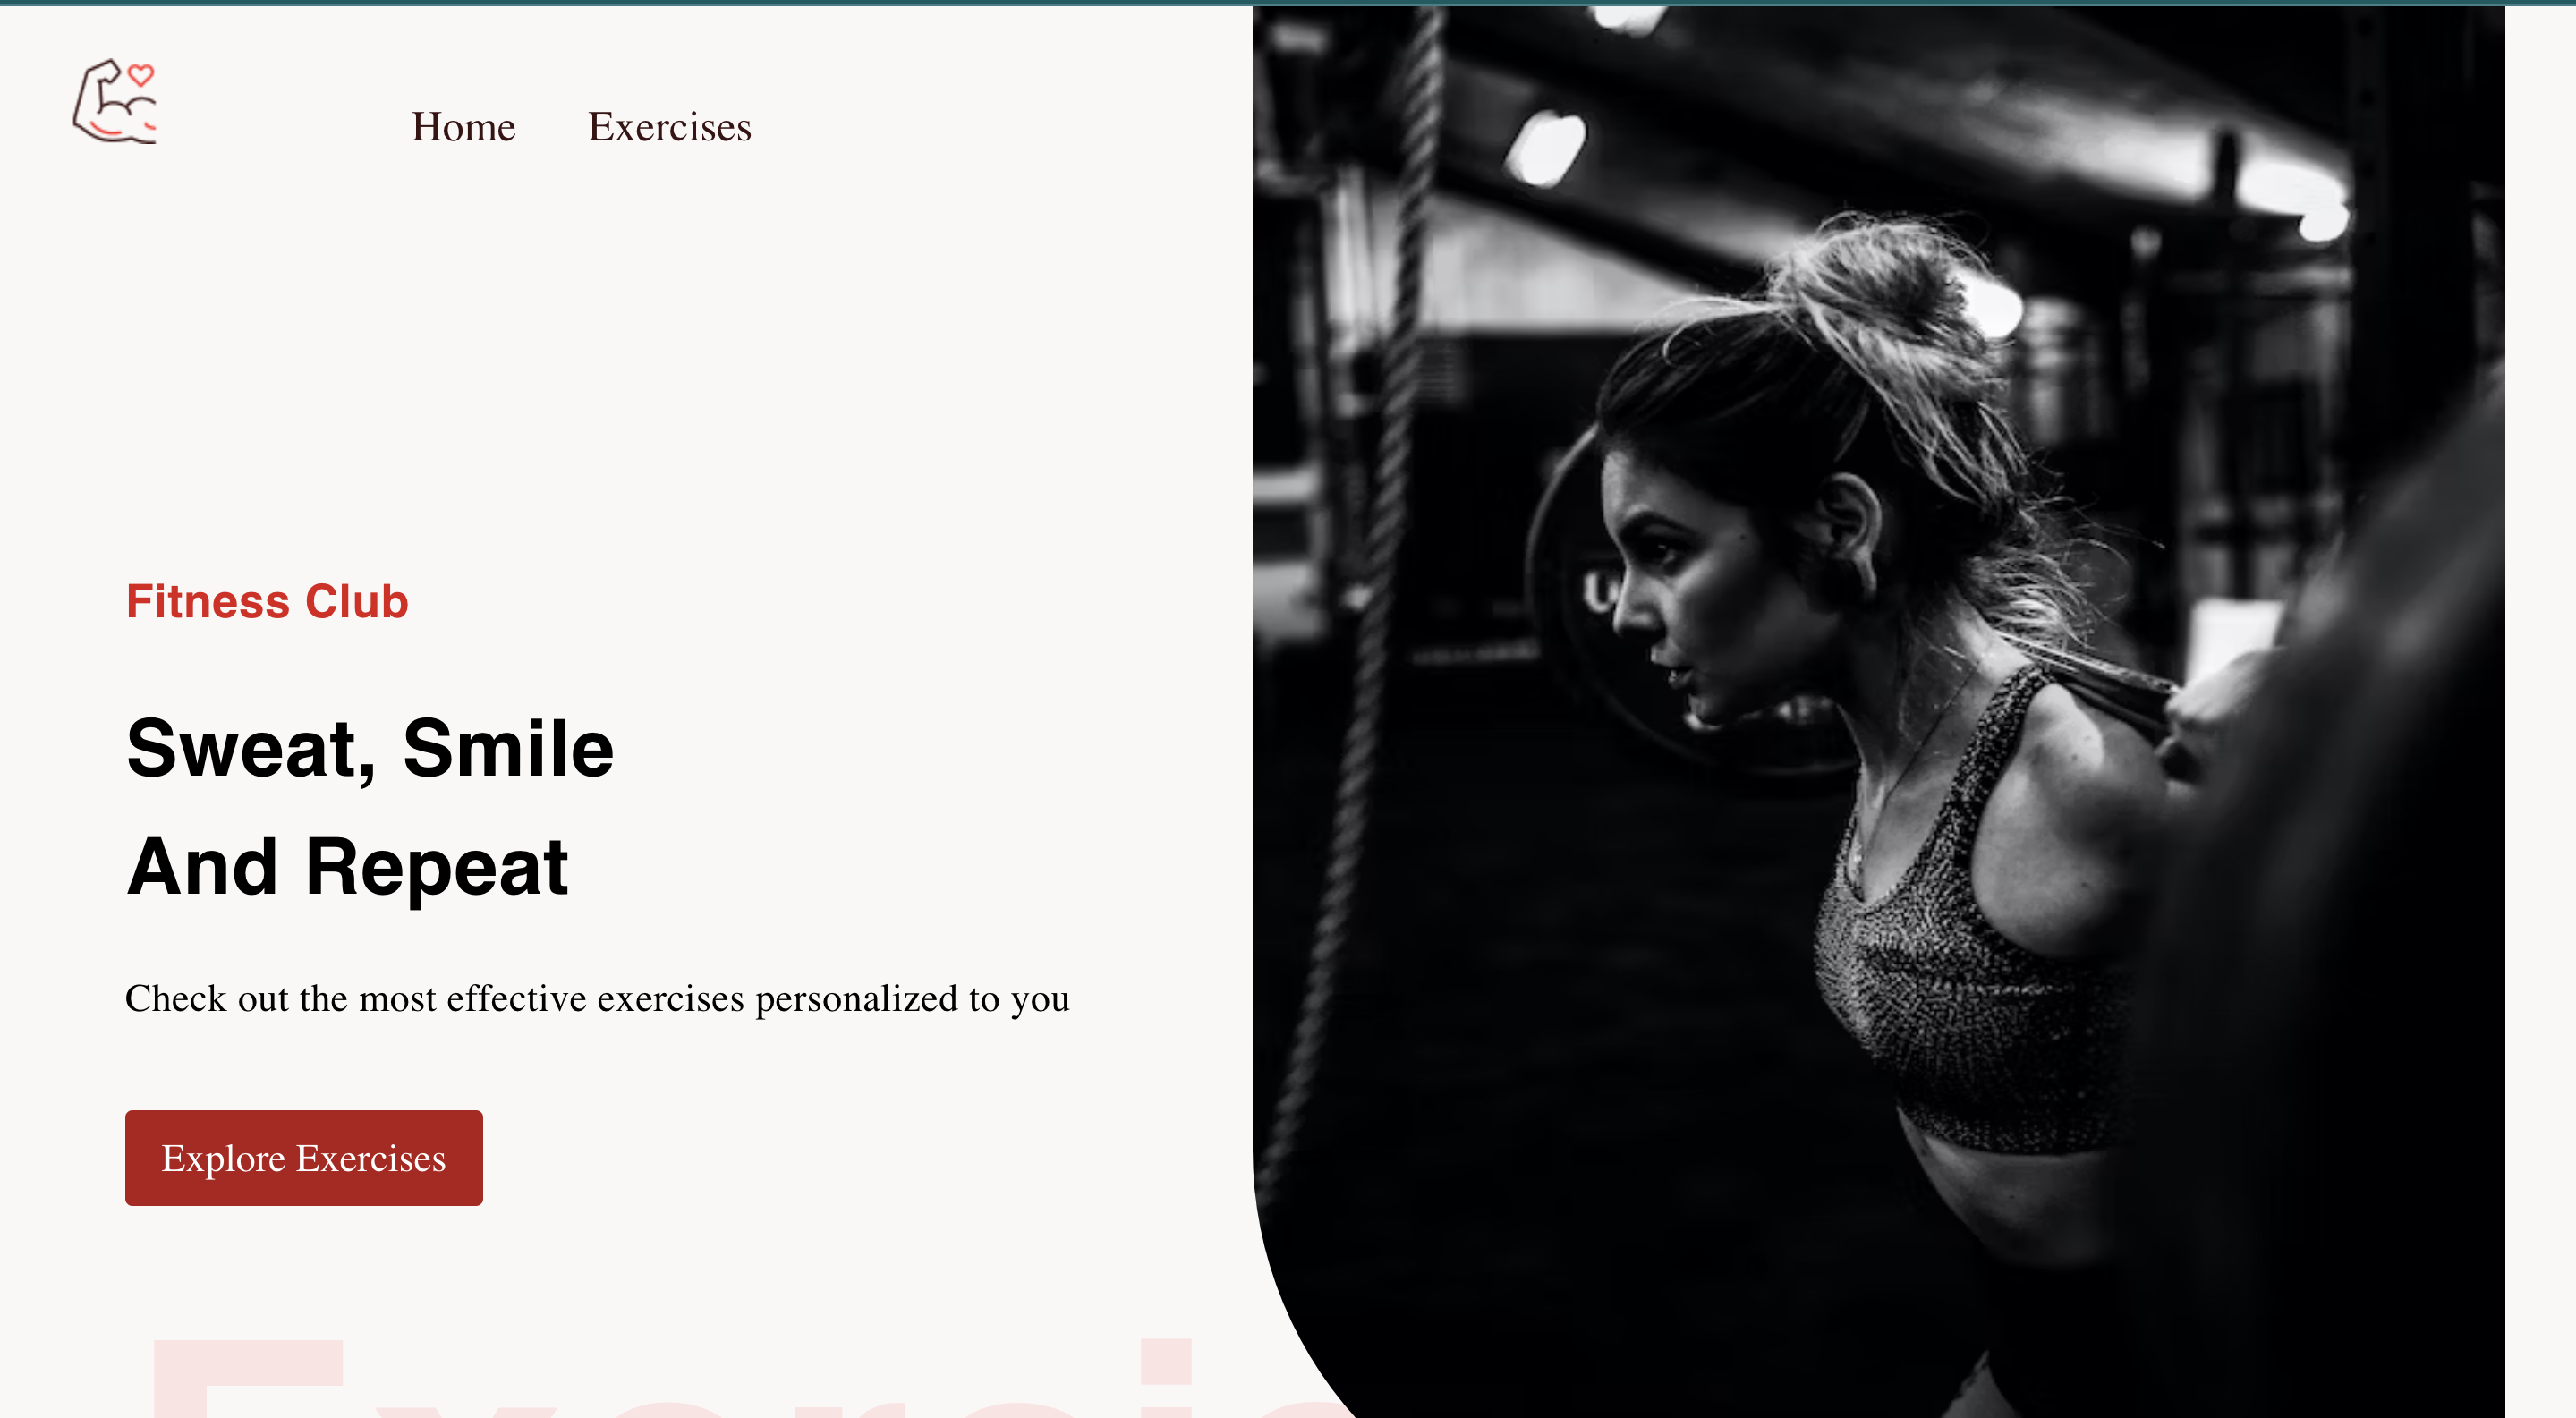 Home Exercises
Fitness Club
Sweat, Smile
And Repeat
Check out the most effective exercises personalized to you
Explore Exercises